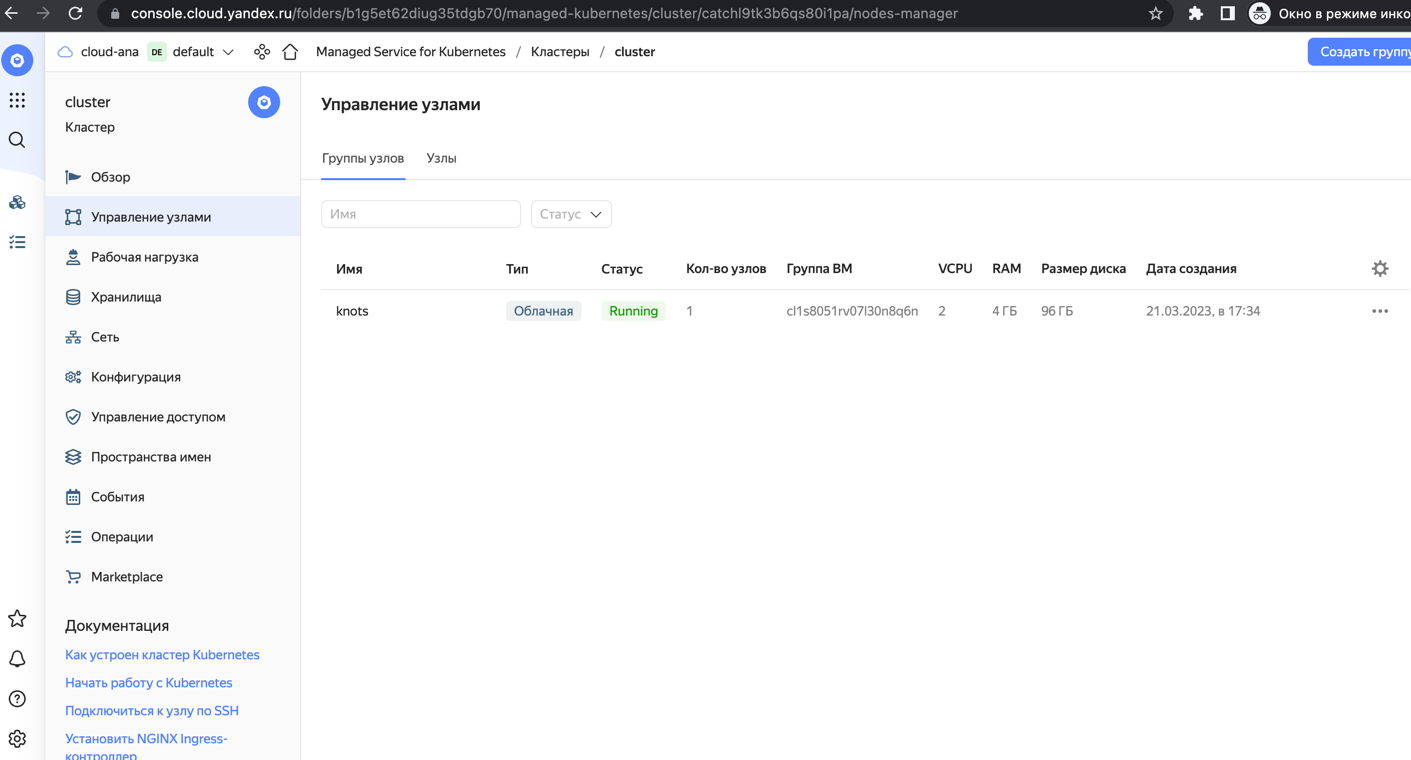 console.cloud.yandex.ru/folders/b1g5et62diug35tdgb70/managed-kubernetes/cluster/catchl9tk3b6qs80i1pa/nodes-manager
Окно в режиме инко
cloud-ana DE default Managed Service for Kubernetes / Кластеры / cluster
Создать группу
cluster
Кластер
Обзор
Управление узлами
Рабочая нагрузка
Хранилища
Сеть
Конфигурация
Управление доступом
Пространства имен
События
Операции
Marketplace
Документация
Как устроен кластер Kubernetes
Начать работу с Kubernetes
Подключиться к узлу по SSH
Установить NGINX Ingress-
контроллер
Управление узлами
Группы узлов Узлы
Имя Статус
Имя Тип Статус Кол-во узлов Группа ВМ VCPU RAM Размер диска Дата создания
knots Облачная Running 1 cl1s8051rv07l30n8q6n 2 4 ГБ 96 ГБ 21.03.2023, в 17:34